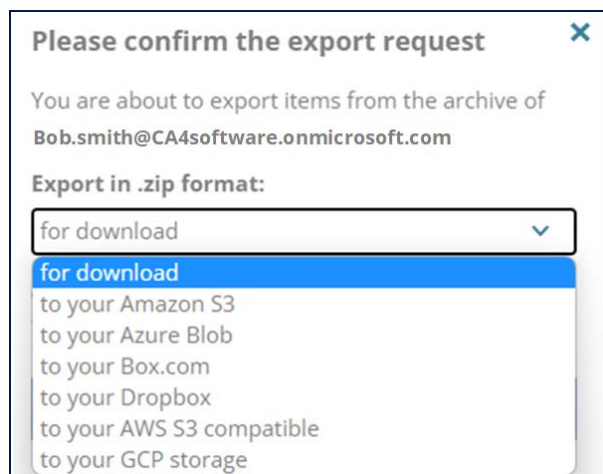 Please confirm the export request
You are about to export items from the archive of
Bob.smith@CA4software.onmicrosoft.com
Export in .zip format:
for download
for download
to your Amazon S3
to your Azure Blob
to your Box.com
to your Dropbox
to your AWS S3 compatible
to your GCP storage